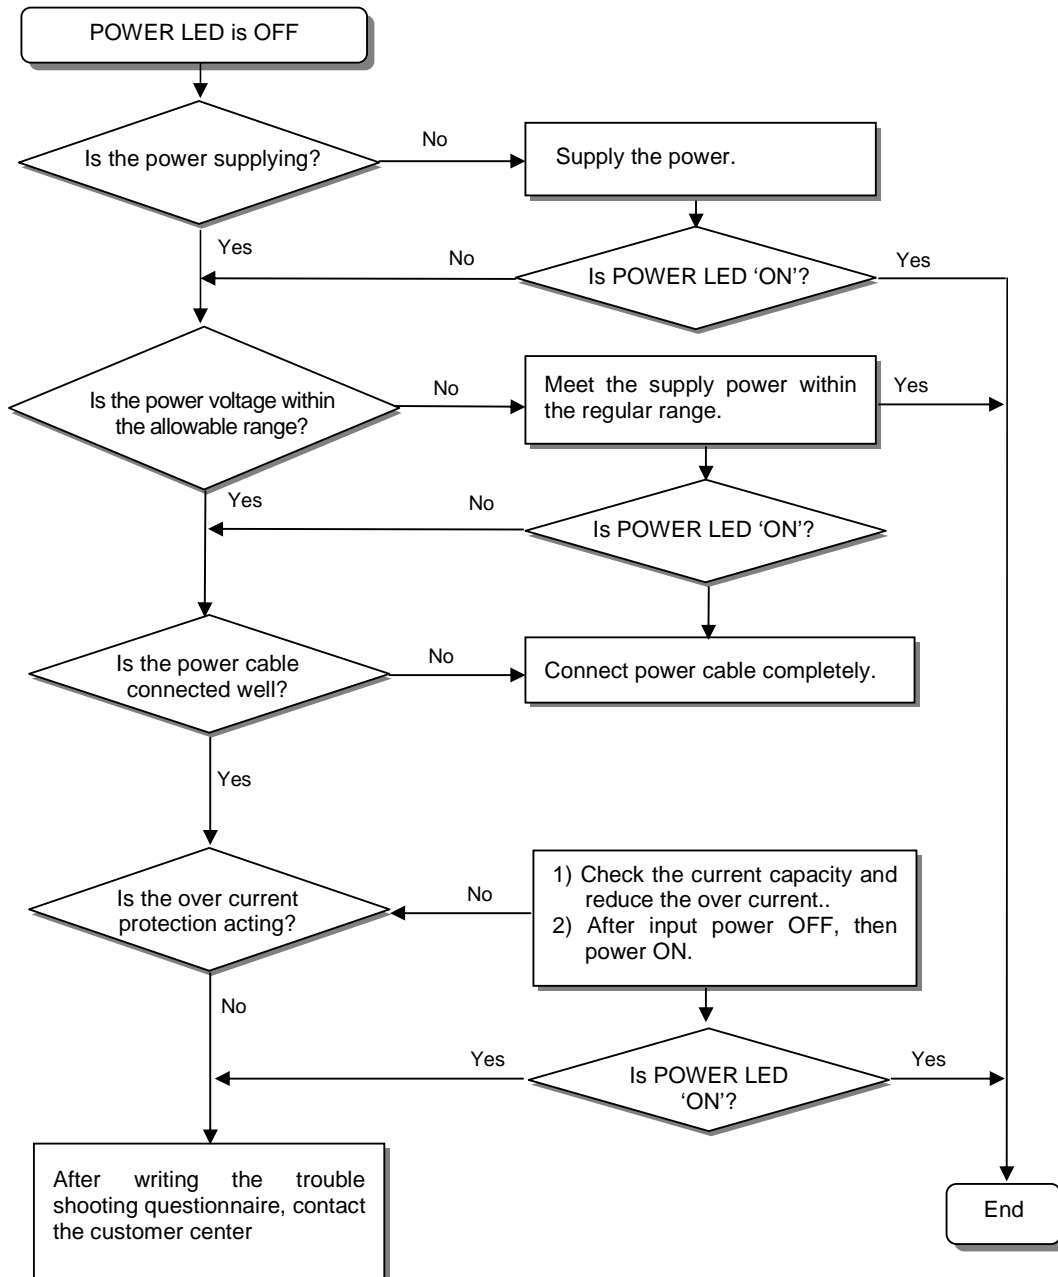 POWER LED is OFF
Is the power supplying?
No
Supply the power.
Yes
No
Is POWER LED ‘ON’?
Yes
Is the power voltage within
the allowable range?
No
Meet the supply power within
the regular range.
Yes
Yes
No
Is POWER LED ‘ON’?
Is the power cable
connected well?
No
Connect power cable completely.
Yes
Is the over current
protection acting?
No
1) Check the current capacity and
reduce the over current..
2) After input power OFF, then
power ON.
No
Yes
Is POWER LED
‘ON’?
Yes
After writing the trouble
shooting questionnaire, contact
the customer center
End